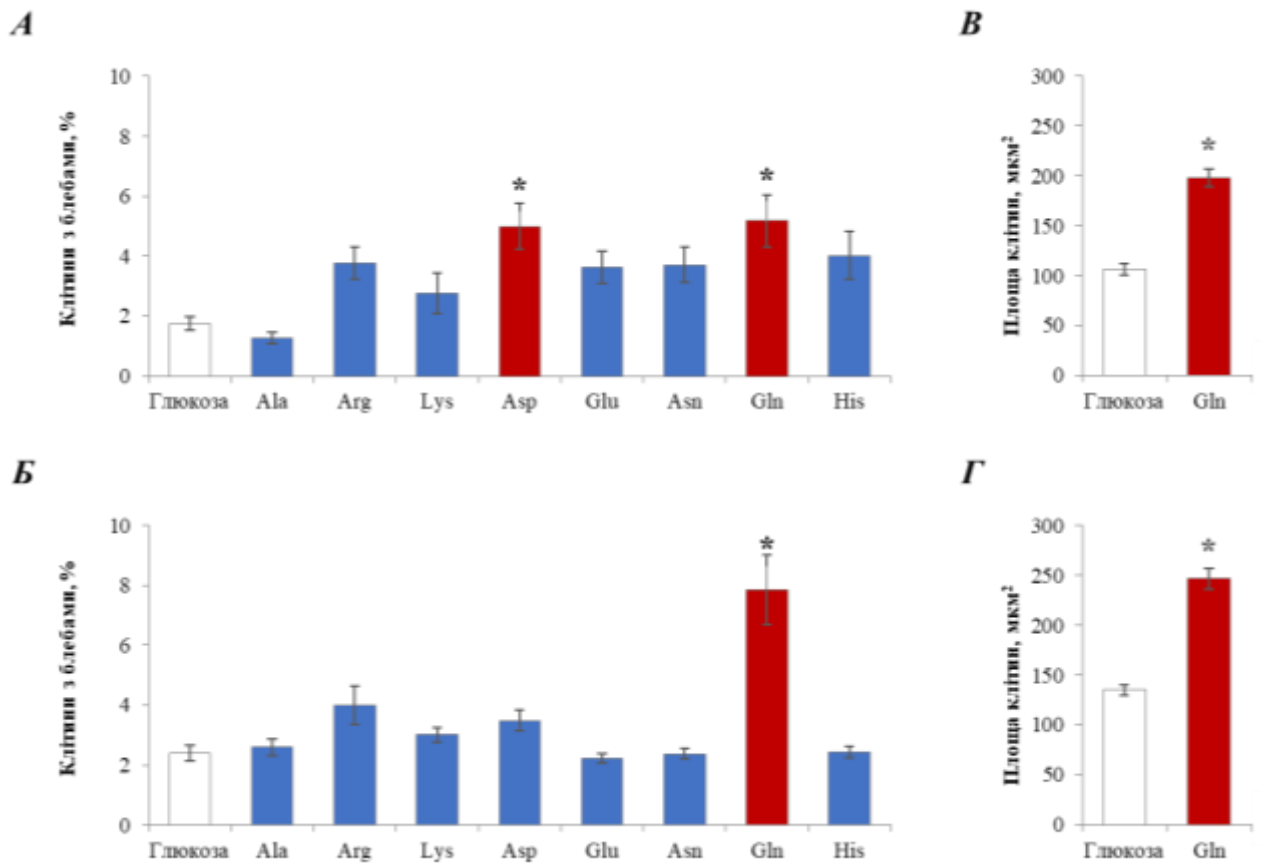 А
Клітини з блебами, %
10
8
6
4
2
0
* *
Глюкоза Ala Arg Lys Asp Glu Asn Gln His
В
Площа клітин, мкм²
300
250
200
150
100
50
0
*
Глюкоза Gln
Б
Клітини з блебами, %
10
8
6
4
2
0
*
Глюкоза Ala Arg Lys Asp Glu Asn Gln His
Г
Площа клітин, мкм²
300
250
200
150
100
50
0
*
Глюкоза Gln